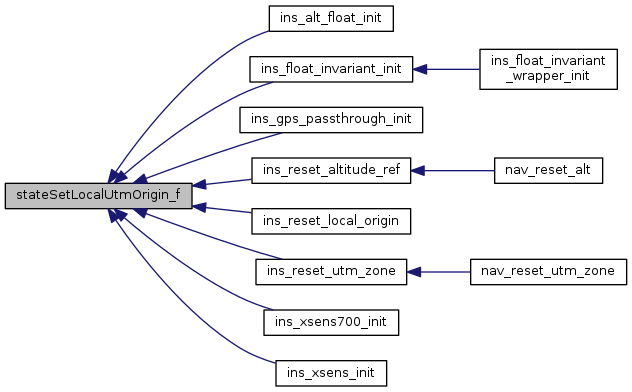 ins_alt_float_init
ins_float_invariant_init
ins_float_invariant
_wrapper_init
ins_gps_passthrough_init
ins_reset_altitude_ref
nav_reset_alt
stateSetLocalUtmOrigin_f
ins_reset_local_origin
ins_reset_utm_zone
nav_reset_utm_zone
ins_xsens700_init
ins_xsens_init